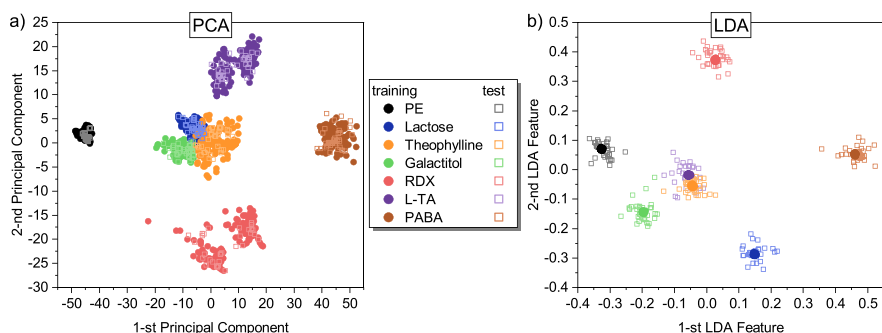 a)
PCA
25
20
15
10
5
0
-5
-10
-15
-20
-25
-30
2-nd Principal Component
-50 -40 -30 -20 -10 0 10 20 30 40 50
1-st Principal Component
training test
PE
Lactose
Theophylline
Galactitol
RDX
L-TA
PABA
b)
LDA
0.5
0.4
0.3
0.2
0.1
0.0
-0.1
-0.2
-0.3
-0.4
2-nd LDA Feature
-0.4 -0.3 -0.2 -0.1 0.0 0.1 0.2 0.3 0.4 0.5
1-st LDA Feature